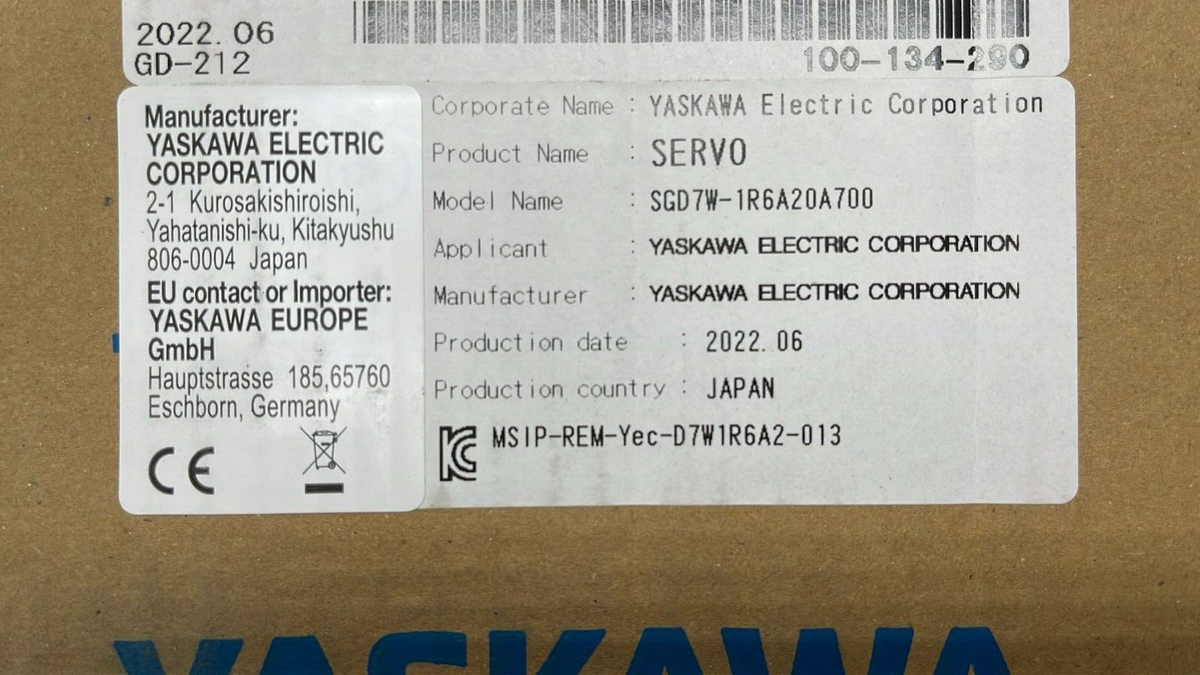 2022.06
GD-212
100-134-290
Manufacturer:
YASKAWA ELECTRIC
CORPORATION
2-1 Kurosakishiroishi,
Yahatanishi-ku, Kitakyushu
806-0004 Japan
EU contact or Importer:
YASKAWA EUROPE
GmbH
Hauptstrasse 185,65760
Eschborn, Germany
CE
Corporate Name : YASKAWA Electric Corporation
Product Name : SERVO
Model Name : SGD7W-1R6A20A700
Applicant : YASKAWA ELECTRIC CORPORATION
Manufacturer : YASKAWA ELECTRIC CORPORATION
Production date : 2022.06
Production country : JAPAN
MSIP-REM-Yec-D7W1R6A2-013
YASKAWA